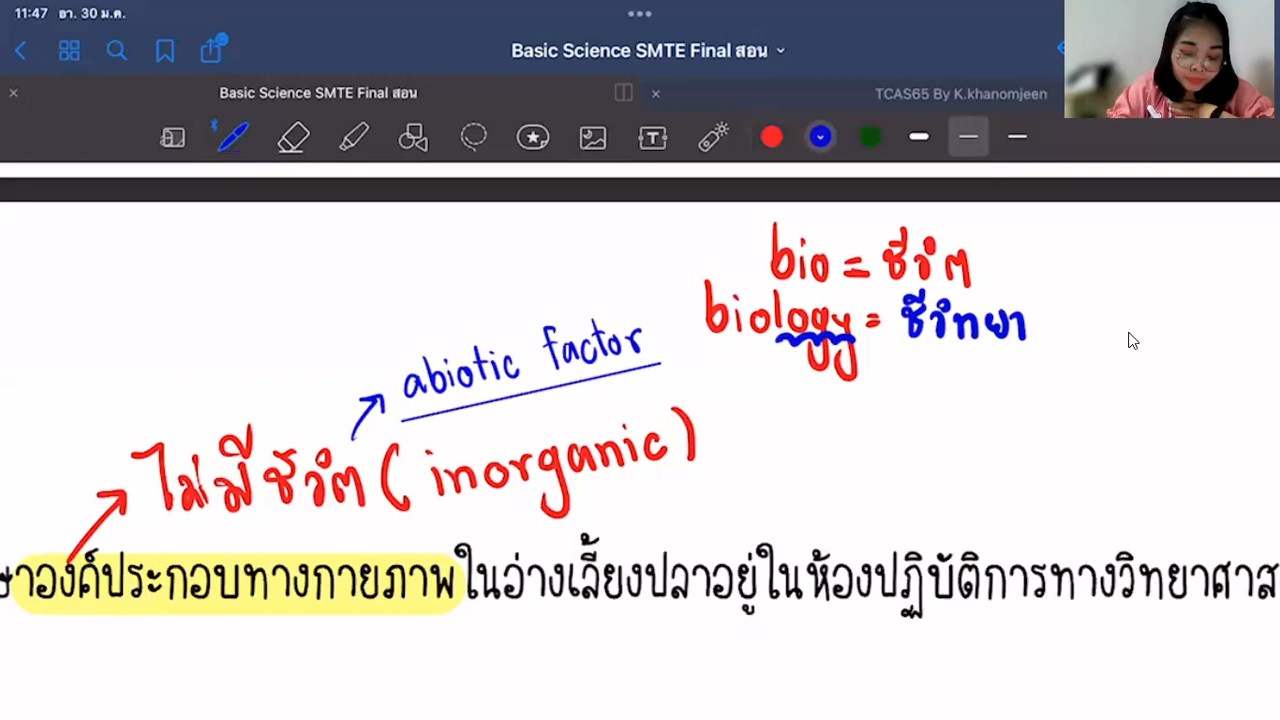 11:47 อา. 30 ม.ค.
Basic Science SMTE Final สอน
Basic Science SMTE Final สอน
TCAS65 By K.khanomjeen
bio = ชีวิต
biology = ชีววิทยา
abiotic factor
ไม่มีชีวิต (inorganic)
าองค์ประกอบทางกายภาพในอ่างเลี้ยงปลาอยู่ในห้องปฏิบัติการทางวิทยาศาส